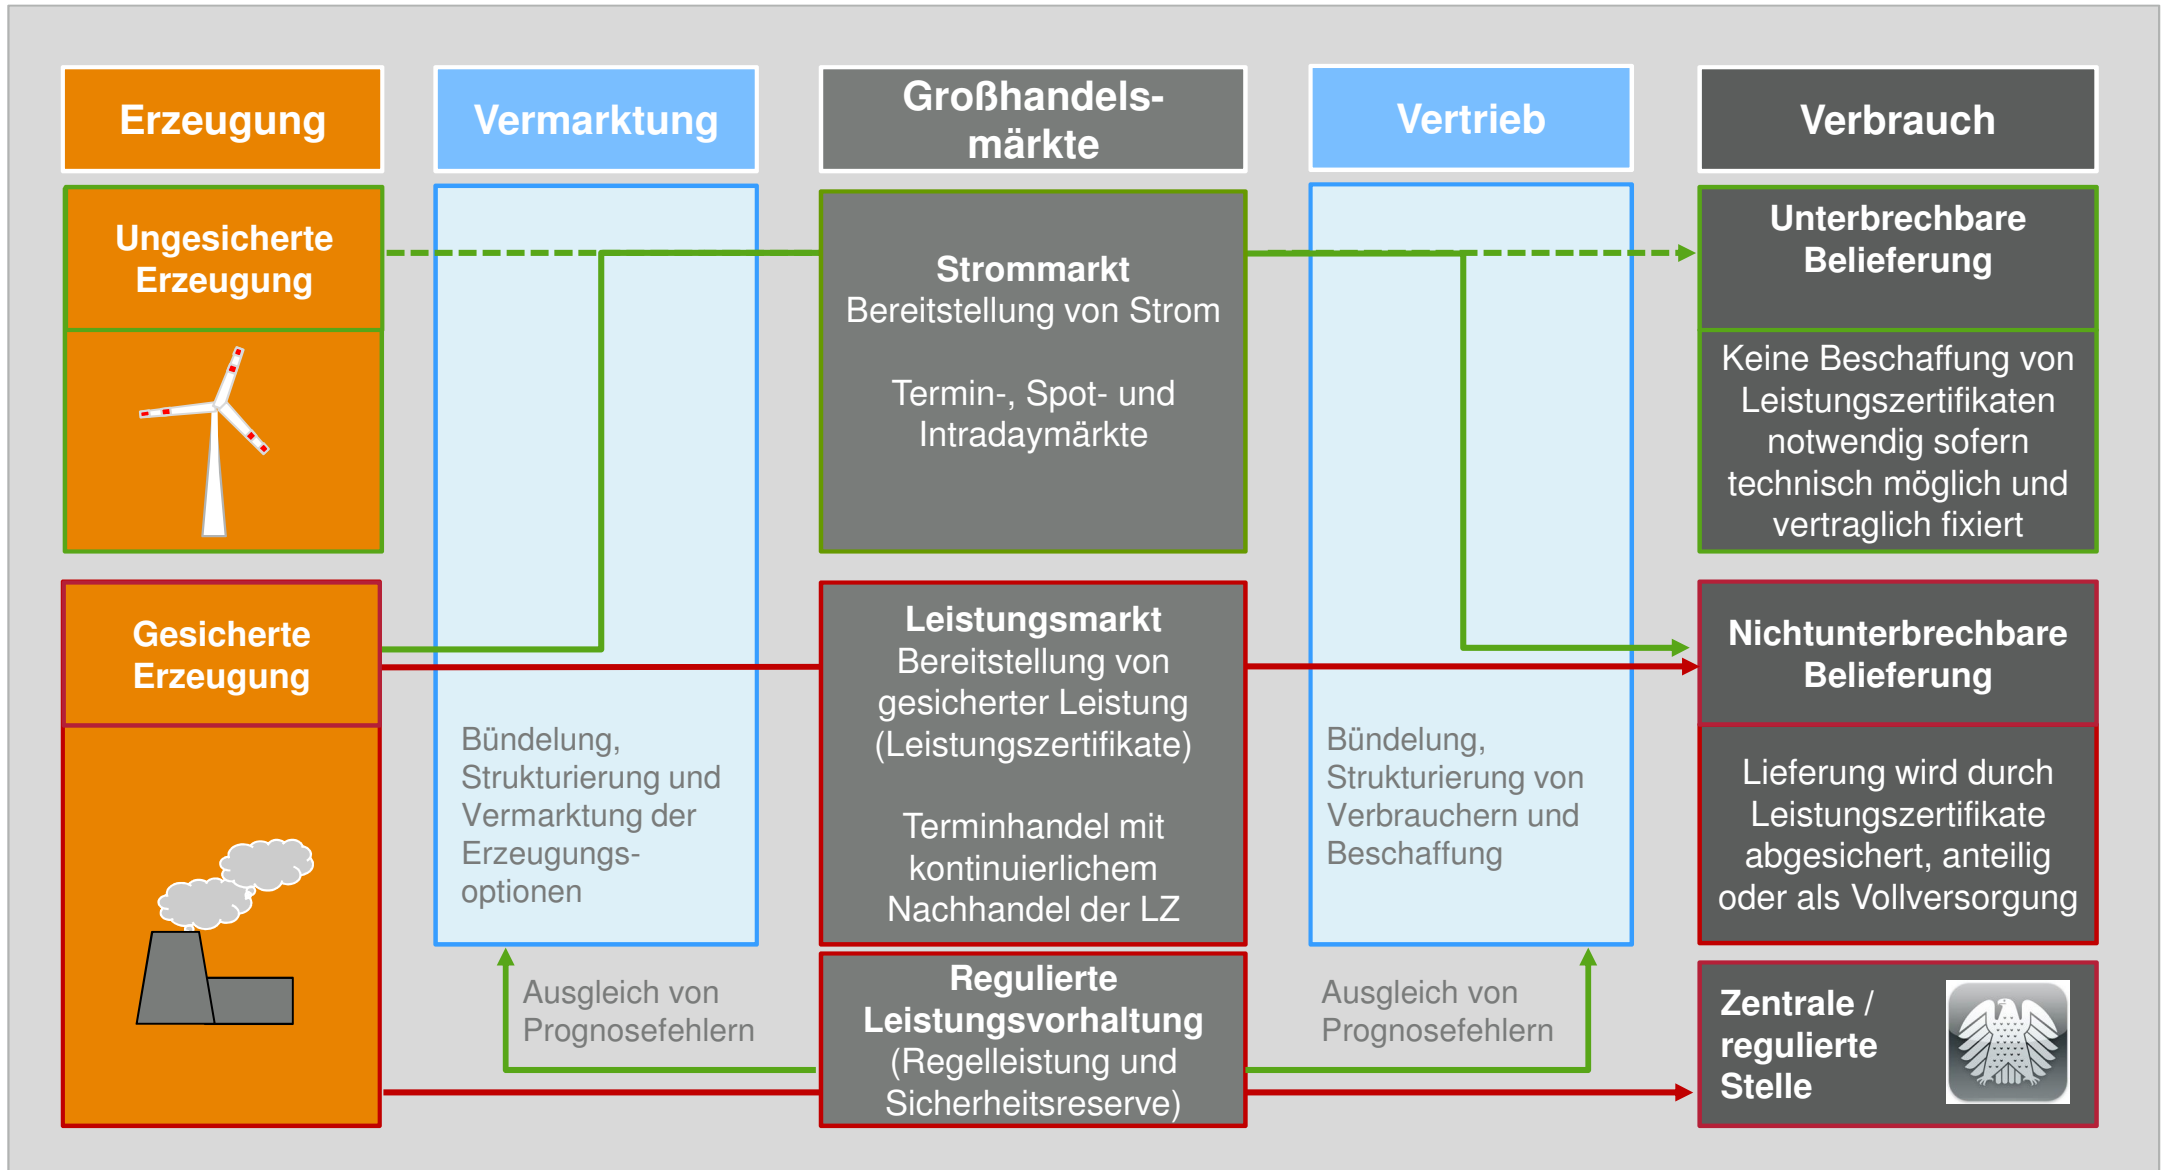 Erzeugung
Vermarktung
Großhandels-
märkte
Vertrieb
Verbrauch
Ungesicherte
Erzeugung
Strommarkt
Bereitstellung von Strom
Termin-, Spot- und
Intradaymärkte
Unterbrechbare
Belieferung
Keine Beschaffung von
Leistungszertifikaten
notwendig sofern
technisch möglich und
vertraglich fixiert
Gesicherte
Erzeugung
Bündelung,
Strukturierung und
Vermarktung der
Erzeugungs-
optionen
Leistungsmarkt
Bereitstellung von
gesicherter Leistung
(Leistungszertifikate)
Terminhandel mit
kontinuierlichem
Nachhandel der LZ
Bündelung,
Strukturierung von
Verbrauchern und
Beschaffung
Nichtunterbrechbare
Belieferung
Lieferung wird durch
Leistungszertifikate
abgesichert, anteilig
oder als Vollversorgung
Ausgleich von
Prognosefehlern
Regulierte
Leistungsvorhaltung
(Regelleistung und
Sicherheitsreserve)
Ausgleich von
Prognosefehlern
Zentrale /
regulierte
Stelle